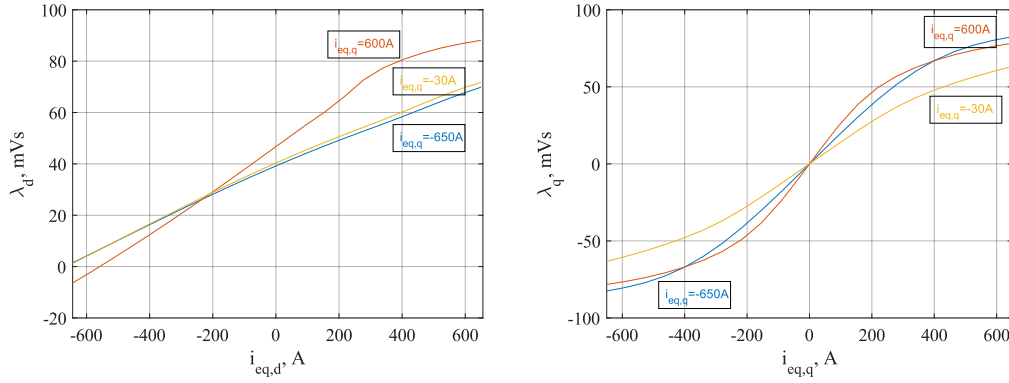 100
80
60
40
20
0
-20
-600 -400 -200 0 200 400 600
λd, mVs
ieq,d, A
ieq,q=600A
ieq,q=-30A
ieq,q=-650A
100
50
0
-50
-100
-600 -400 -200 0 200 400 600
λq, mVs
ieq,q, A
ieq,q=600A
ieq,q=-30A
ieq,q=-650A